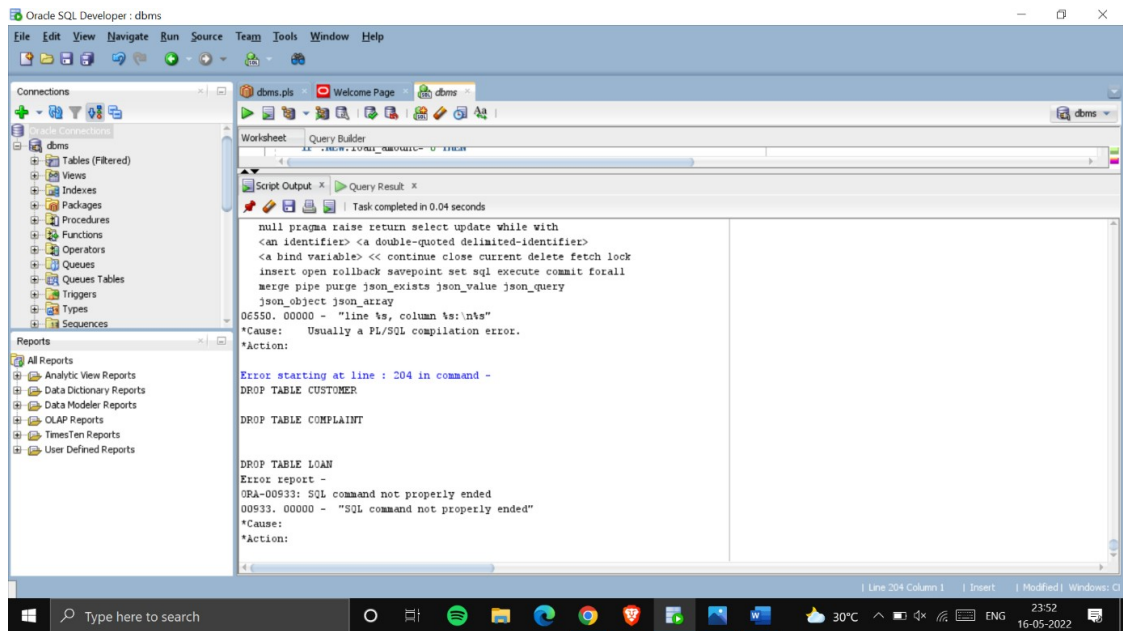 Oracle SQL Developer : dbms
File Edit View Navigate Run Source Team Tools Window Help
Connections
dbms.pls
Welcome Page
dbms
dbms
Oracle Connections
dbms
Tables (Filtered)
Views
Indexes
Packages
Procedures
Functions
Operators
Queues
Queues Tables
Triggers
Types
Sequences
Reports
All Reports
Analytic View Reports
Data Dictionary Reports
Data Modeler Reports
OLAP Reports
TimesTen Reports
User Defined Reports
Worksheet Query Builder
Script Output x Query Result x
Task completed in 0.04 seconds
null pragma raise return select update while with
<an identifier> <a double-quoted delimited-identifier>
<a bind variable> << continue close current delete fetch lock
insert open rollback savepoint set sql execute commit forall
merge pipe purge json_exists json_value json_query
json_object json_array
06550. 00000 - "line %s, column %s:\n%s"
*Cause: Usually a PL/SQL compilation error.
*Action:
Error starting at line : 204 in command -
DROP TABLE CUSTOMER
DROP TABLE COMPLAINT
DROP TABLE LOAN
Error report -
ORA-00933: SQL command not properly ended
00933. 00000 - "SQL command not properly ended"
*Cause:
*Action:
| Line 204 Column 1 | Insert | Modified | Windows: Cl
Type here to search
30°C
ENG
23:52
16-05-2022